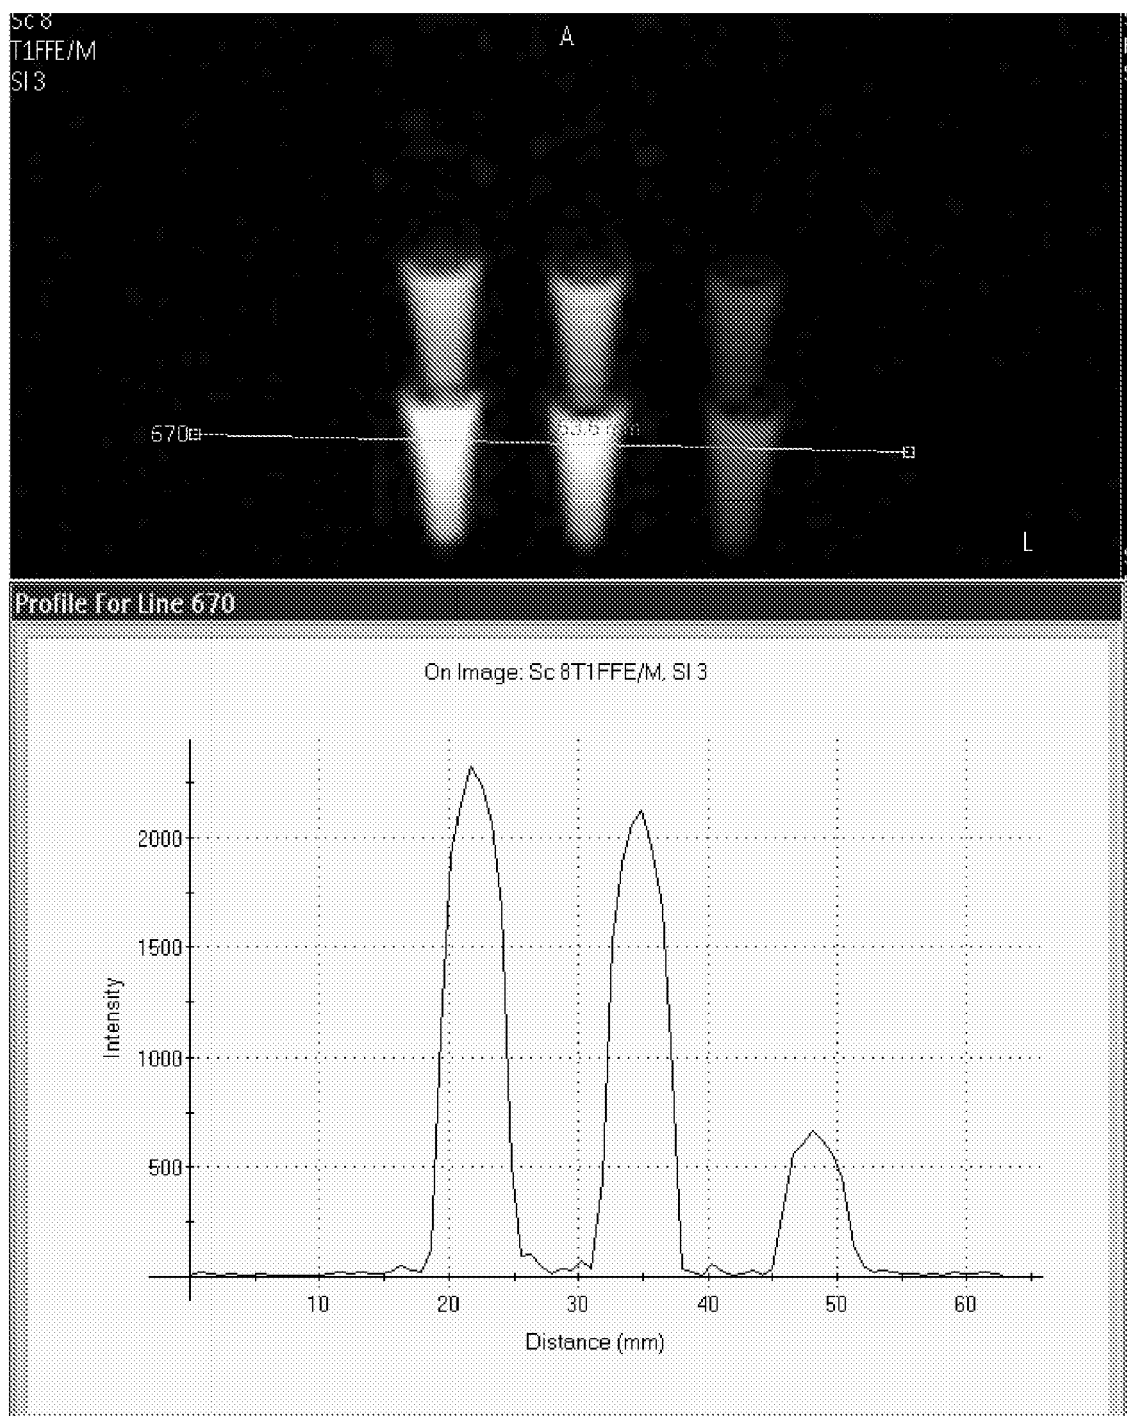 Sc 8
T1FFE/M
Sl 3
A
670
L
Profile For Line 670
On Image: Sc 8T1FFE/M, Sl 3
2000
1500
1000
500
Intensity
10 20 30 40 50 60
Distance (mm)